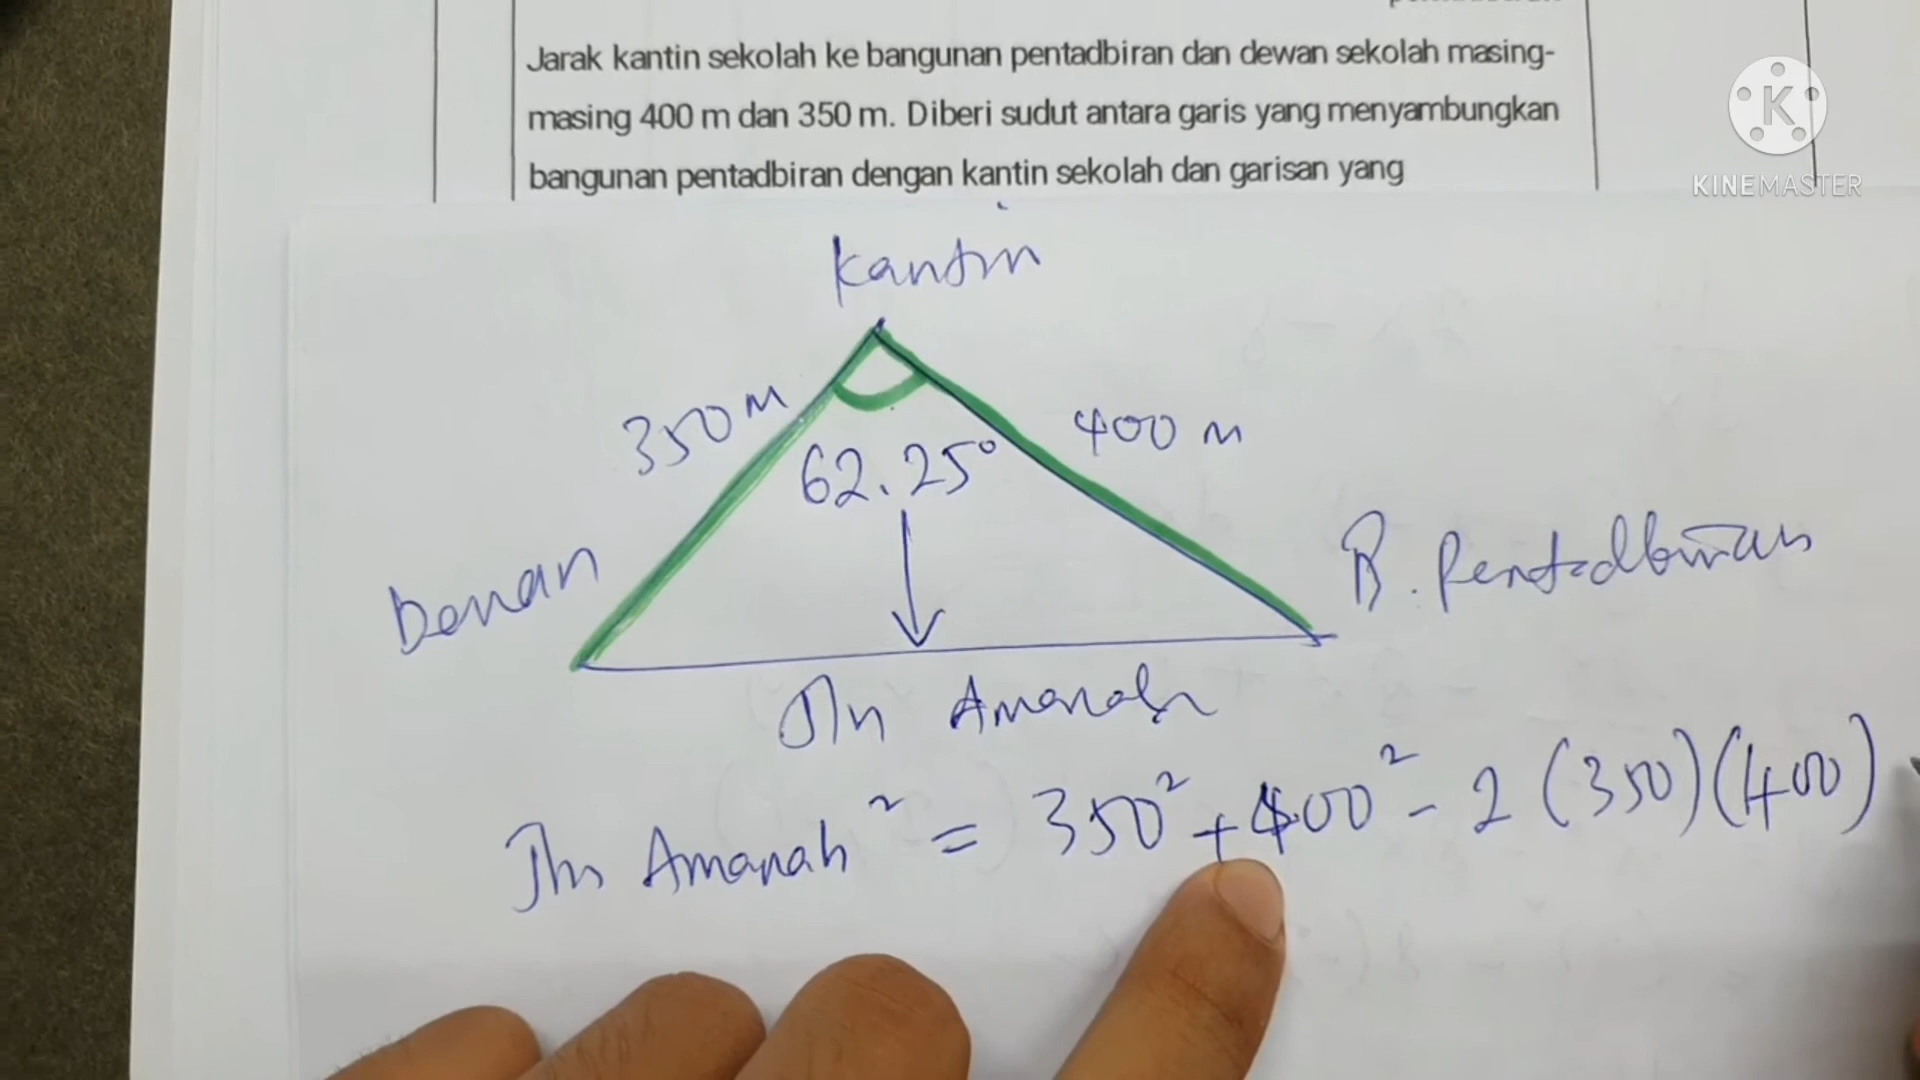 Jarak kantin sekolah ke bangunan pentadbiran dan dewan sekolah masing-
masing 400 m dan 350 m. Diberi sudut antara garis yang menyambungkan
bangunan pentadbiran dengan kantin sekolah dan garisan yang
K
KINEMASTER
Kantin
350 m
400 m
62.25°
Dewan
B. Pentadbiran
Jln Amanah
Jln Amanah² = 350² + 400² - 2 (350)(400)